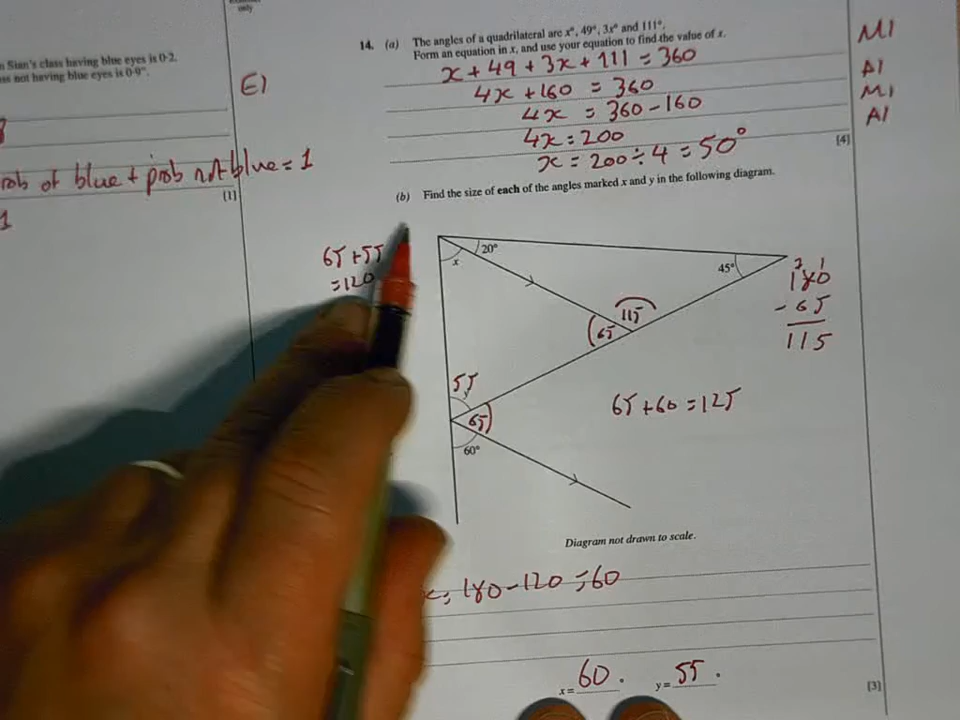 only
n Sian's class having blue eyes is 0·2.
ss not having blue eyes is 0·9".
E1
rob of blue + prob not blue = 1
[1]
1
14. (a) The angles of a quadrilateral are x°, 49°, 3x° and 111°.
Form an equation in x, and use your equation to find the value of x.
x + 49 + 3x + 111 = 360
4x + 160 = 360
4x = 360 - 160
4x = 200
x = 200 ÷ 4 = 50°
[4]
M1
A1
M1
A1
(b) Find the size of each of the angles marked x and y in the following diagram.
65 + 55
= 120
20°
x
45°
115
65
180
- 65
115
55
y
65
60°
65 + 60 = 125
Diagram not drawn to scale.
180 - 120 = 60
x = 60. y = 55.
[3]